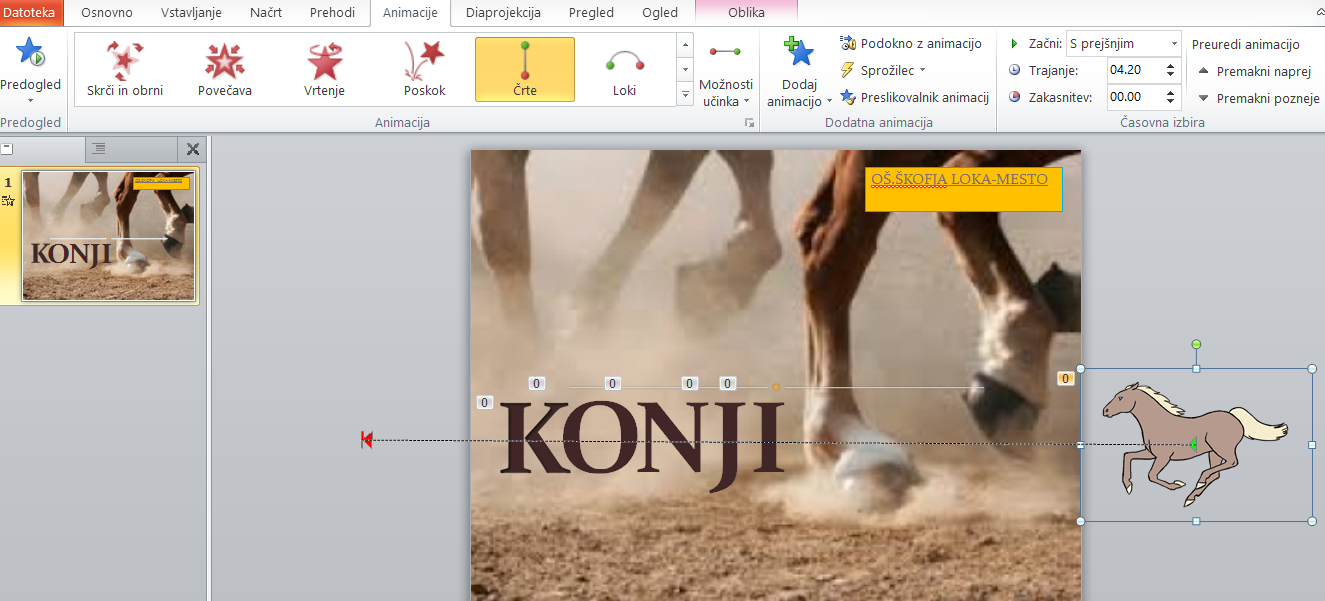 Datoteka Osnovno Vstavljanje Načrt Prehodi Animacije Diaprojekcija Pregled Ogled Oblika
Predogled
Skrči in obrni Povečava Vrtenje Poskok Črte Loki
Možnosti
učinka
Dodaj
animacijo
Podokno z animacijo
Sprožilec
Preslikovalnik animacij
Začni: S prejšnjim
Trajanje: 04.20
Zakasnitev: 00.00
Preuredi animacijo
Premakni naprej
Premakni pozneje
Predogled Animacija Dodatna animacija Časovna izbira
1
KONJI
OŠ.ŠKOFJA LOKA-MESTO
0 0 0 0 0
0
KONJI